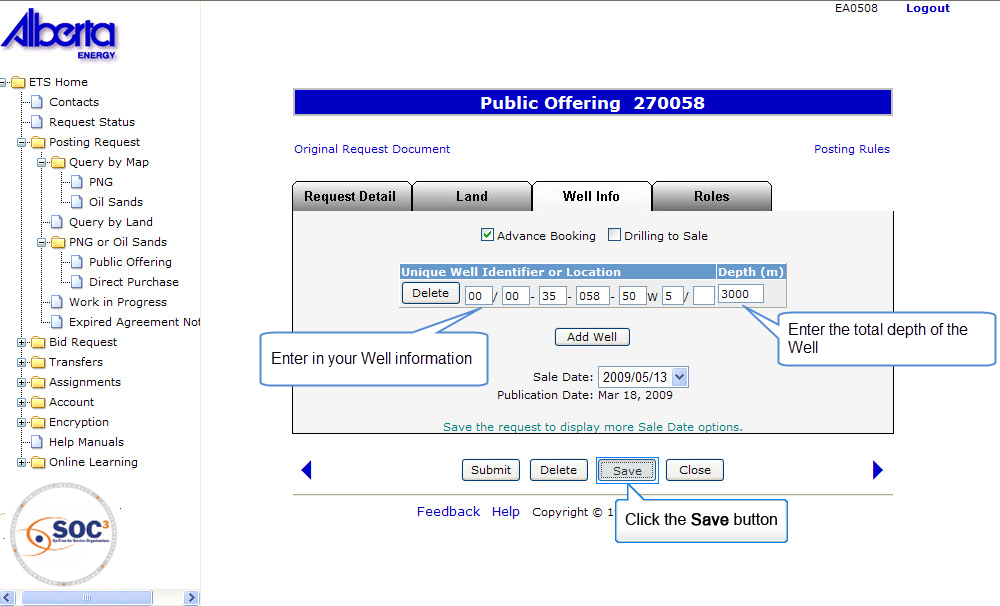 EA0508 Logout
Alberta
ENERGY
ETS Home
Contacts
Request Status
Posting Request
Query by Map
PNG
Oil Sands
Query by Land
PNG or Oil Sands
Public Offering
Direct Purchase
Work in Progress
Expired Agreement Not
Bid Request
Transfers
Assignments
Account
Encryption
Help Manuals
Online Learning
SOC3
Public Offering 270058
Original Request Document Posting Rules
Request Detail Land Well Info Roles
Advance Booking Drilling to Sale
Unique Well Identifier or Location Depth (m)
Delete 00 / 00 - 35 - 058 - 50 W 5 / 3000
Enter in your Well information
Enter the total depth of the
Well
Add Well
Sale Date: 2009/05/13
Publication Date: Mar 18, 2009
Save the request to display more Sale Date options.
Submit Delete Save Close
Feedback Help Copyright © 1
Click the Save button